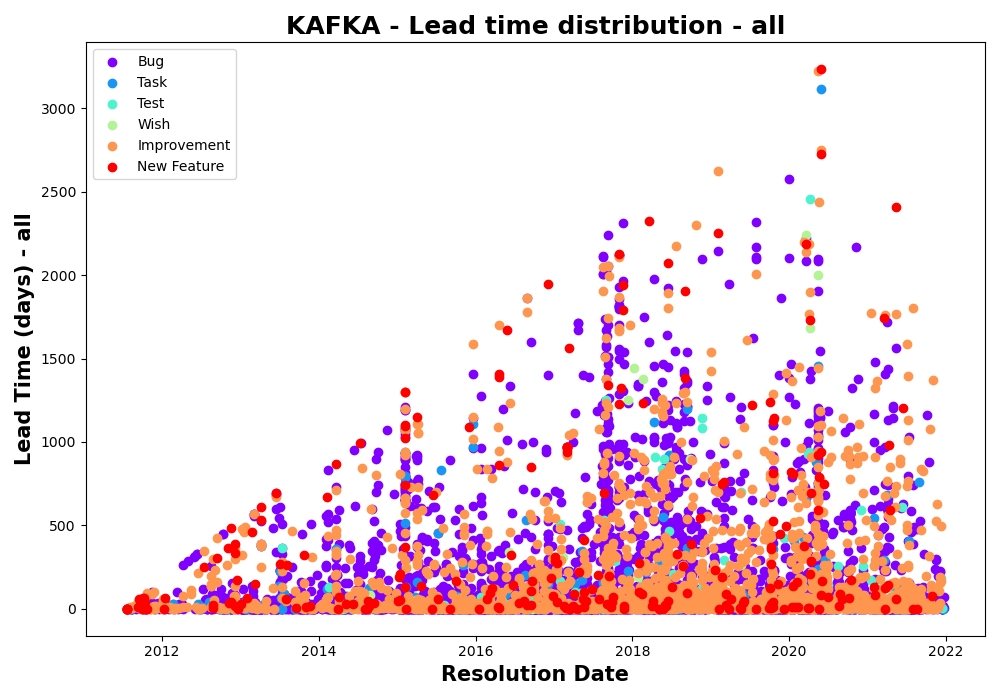 KAFKA - Lead time distribution - all
Bug
Task
Test
Wish
Improvement
New Feature
Lead Time (days) - all
3000
2500
2000
1500
1000
500
0
2012
2014
2016
2018
2020
2022
Resolution Date